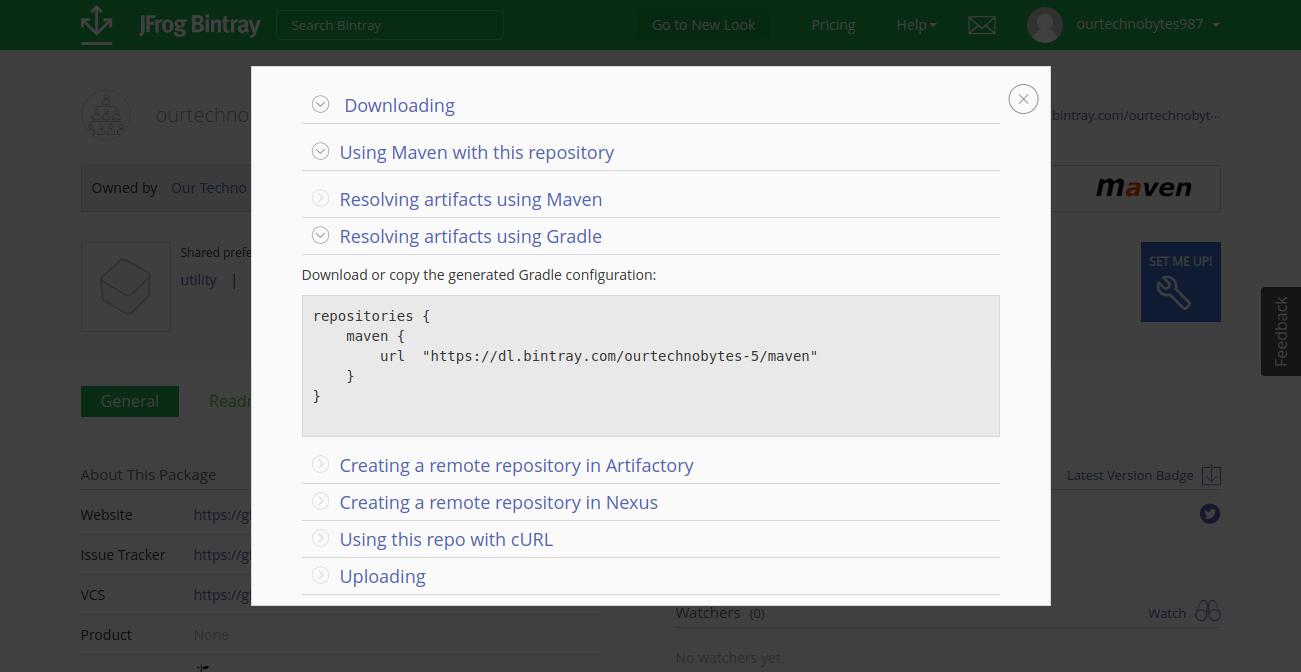 JFrog Bintray
Search Bintray
Go to New Look
Pricing
Help
ourtechnobytes987
ourtechno
bintray.com/ourtechnobyt...
Owned by Our Techno
maven
Shared prefe
utility |
SET ME UP!
Feedback
General
Readm
About This Package
Website https://g
Issue Tracker https://g
VCS https://g
Product None
Downloading
Using Maven with this repository
Resolving artifacts using Maven
Resolving artifacts using Gradle
Download or copy the generated Gradle configuration:
repositories {
    maven {
        url  "https://dl.bintray.com/ourtechnobytes-5/maven"
    }
}
Creating a remote repository in Artifactory
Creating a remote repository in Nexus
Using this repo with cURL
Uploading
Latest Version Badge
Watchers (0)
Watch
No watchers yet.